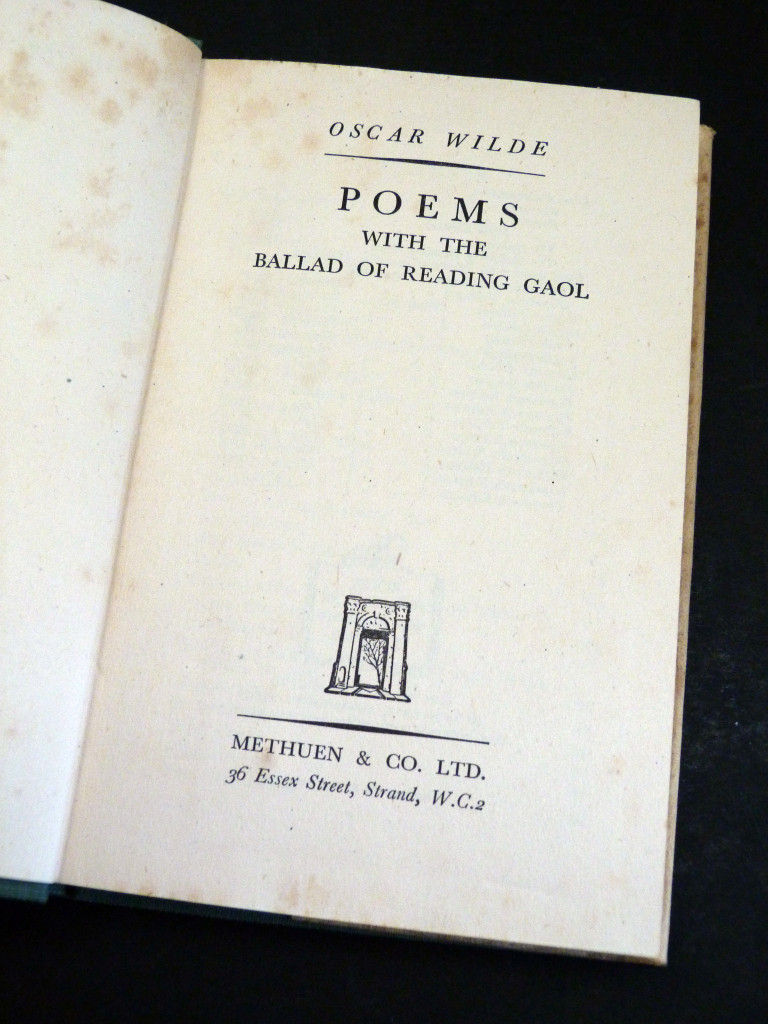 OSCAR WILDE
POEMS
WITH THE
BALLAD OF READING GAOL
METHUEN & CO. LTD.
36 Essex Street, Strand, W.C.2